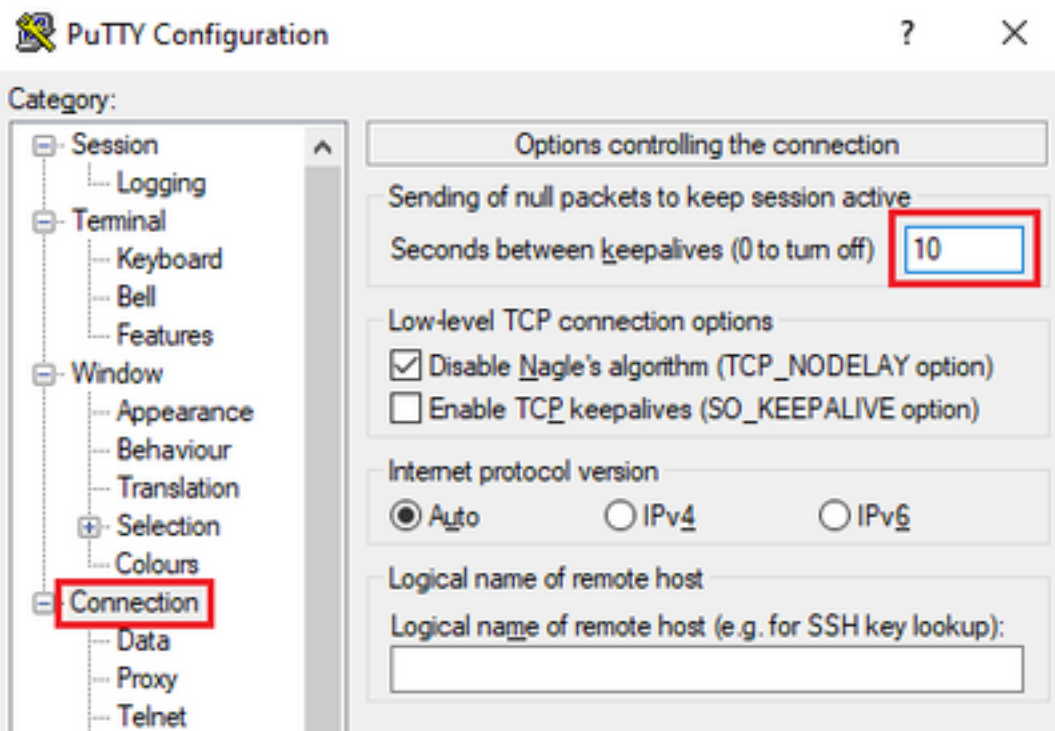 PuTTY Configuration
?
Category:
Session
Logging
Terminal
Keyboard
Bell
Features
Window
Appearance
Behaviour
Translation
Selection
Colours
Connection
Data
Proxy
Telnet
Options controlling the connection
Sending of null packets to keep session active
Seconds between keepalives (0 to turn off) 10
Low-level TCP connection options
Disable Nagle's algorithm (TCP_NODELAY option)
Enable TCP keepalives (SO_KEEPALIVE option)
Internet protocol version
Auto IPv4 IPv6
Logical name of remote host
Logical name of remote host (e.g. for SSH key lookup):